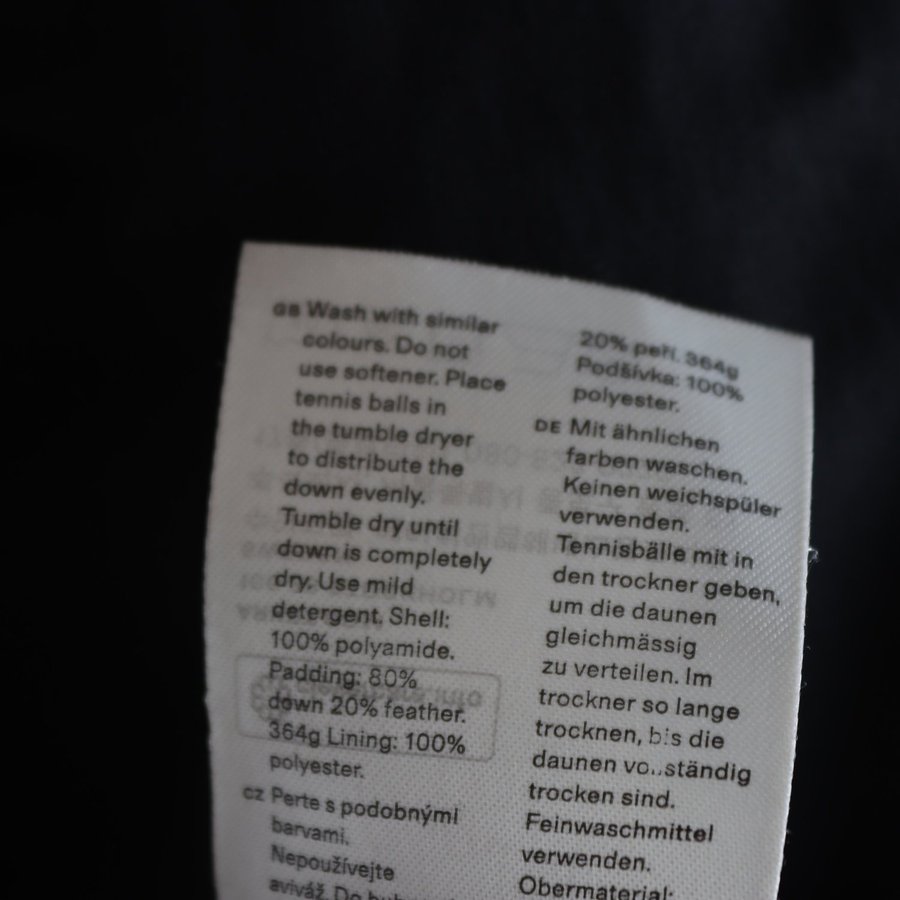 GB Wash with similar
colours. Do not
use softener. Place
tennis balls in
the tumble dryer
to distribute the
down evenly.
Tumble dry until
down is completely
dry. Use mild
detergent. Shell:
100% polyamide.
Padding: 80%
down 20% feather.
364g Lining: 100%
polyester.
CZ Perte s podobnými
barvami.
Nepoužívejte
aviváž. Do
20% peří. 364g
Podšívka: 100%
polyester.
DE Mit ähnlichen
farben waschen.
Keinen weichspüler
verwenden.
Tennisbälle mit in
den trockner geben,
um die daunen
gleichmässig
zu verteilen. Im
trockner so lange
trocknen, bis die
daunen vollständig
trocken sind.
Feinwaschmittel
verwenden.
Obermaterial: